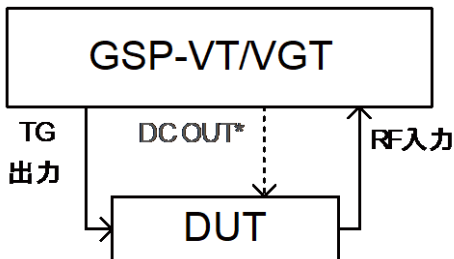 GSP-VT/VGT
TG
出力
DC OUT*
RF入力
DUT